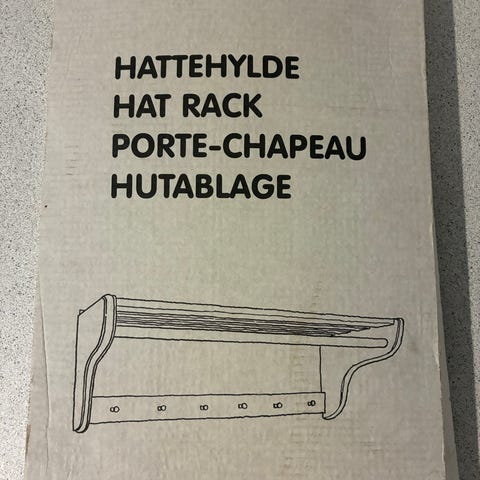 HATTEHYLDE
HAT RACK
PORTE-CHAPEAU
HUTABLAGE